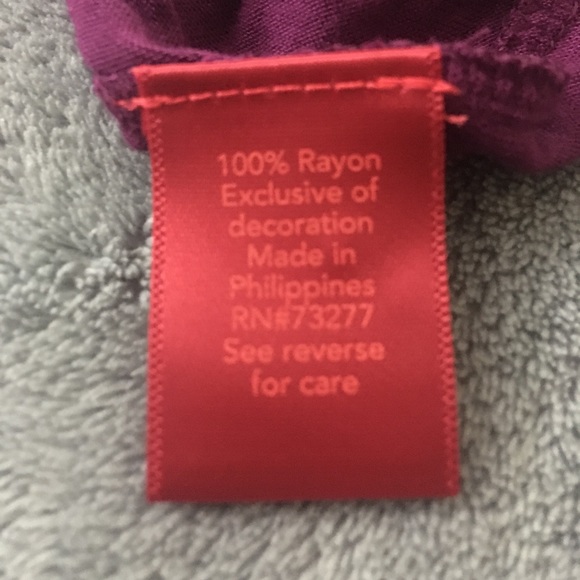 100% Rayon
Exclusive of
decoration
Made in
Philippines
RN#73277
See reverse
for care